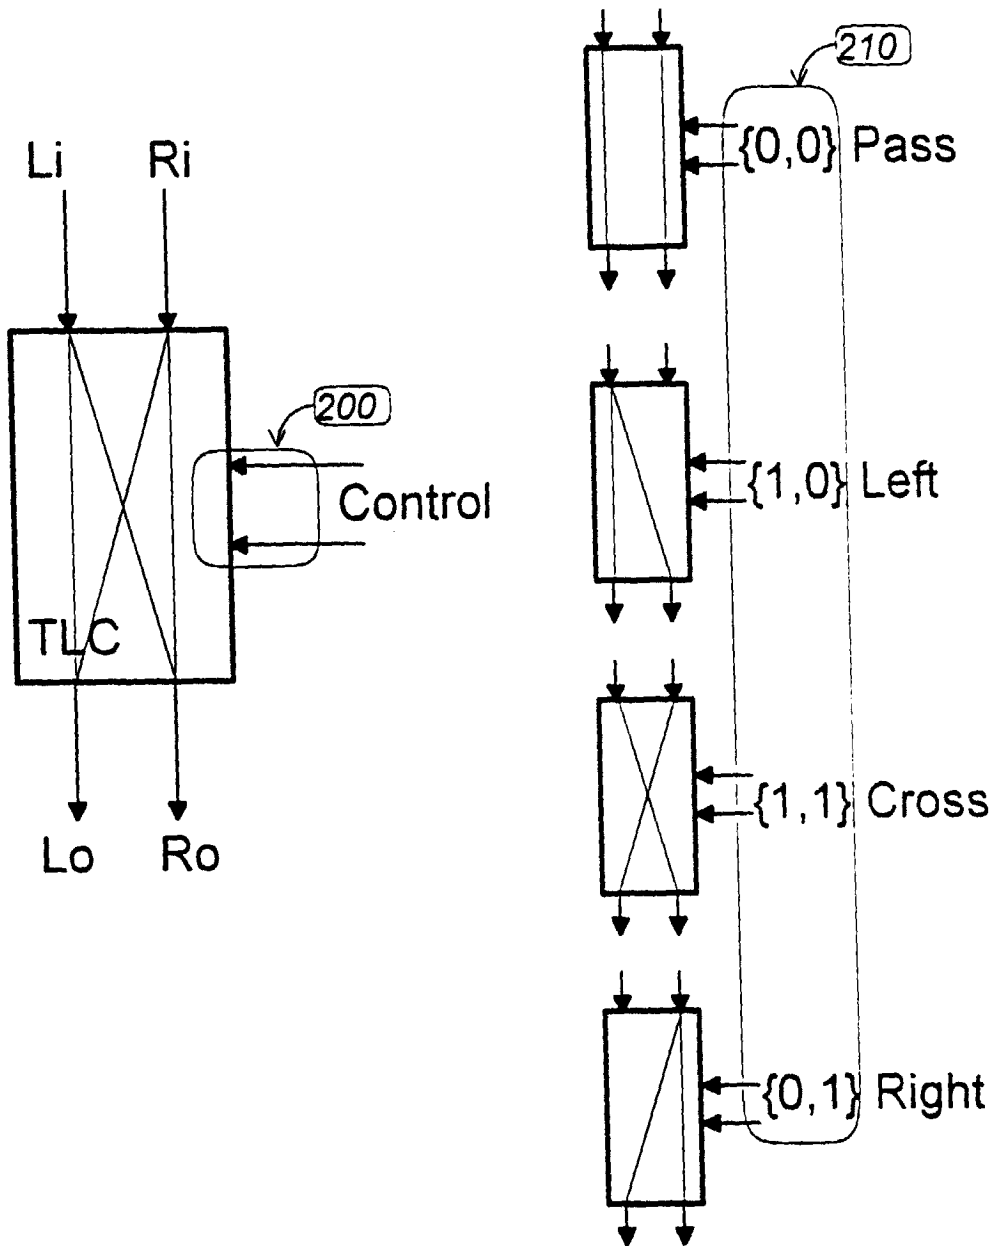 210
{0,0} Pass
Li Ri
200
{1,0} Left
Control
TLC
{1,1} Cross
Lo Ro
{0,1} Right